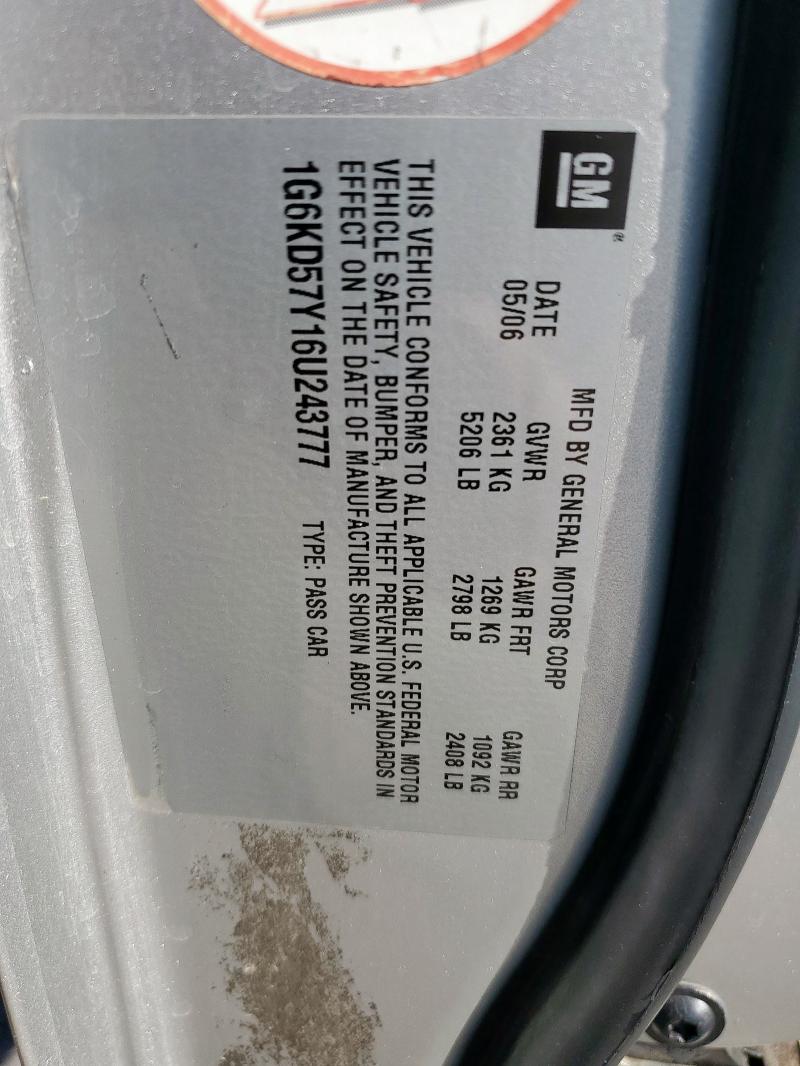 GM®
MFD BY GENERAL MOTORS CORP
DATE GVWR GAWR FRT GAWR RR
05/06 2361 KG 1269 KG 1092 KG
5206 LB 2798 LB 2408 LB
THIS VEHICLE CONFORMS TO ALL APPLICABLE U.S. FEDERAL MOTOR
VEHICLE SAFETY, BUMPER, AND THEFT PREVENTION STANDARDS IN
EFFECT ON THE DATE OF MANUFACTURE SHOWN ABOVE.
1G6KD57Y16U243777 TYPE: PASS CAR